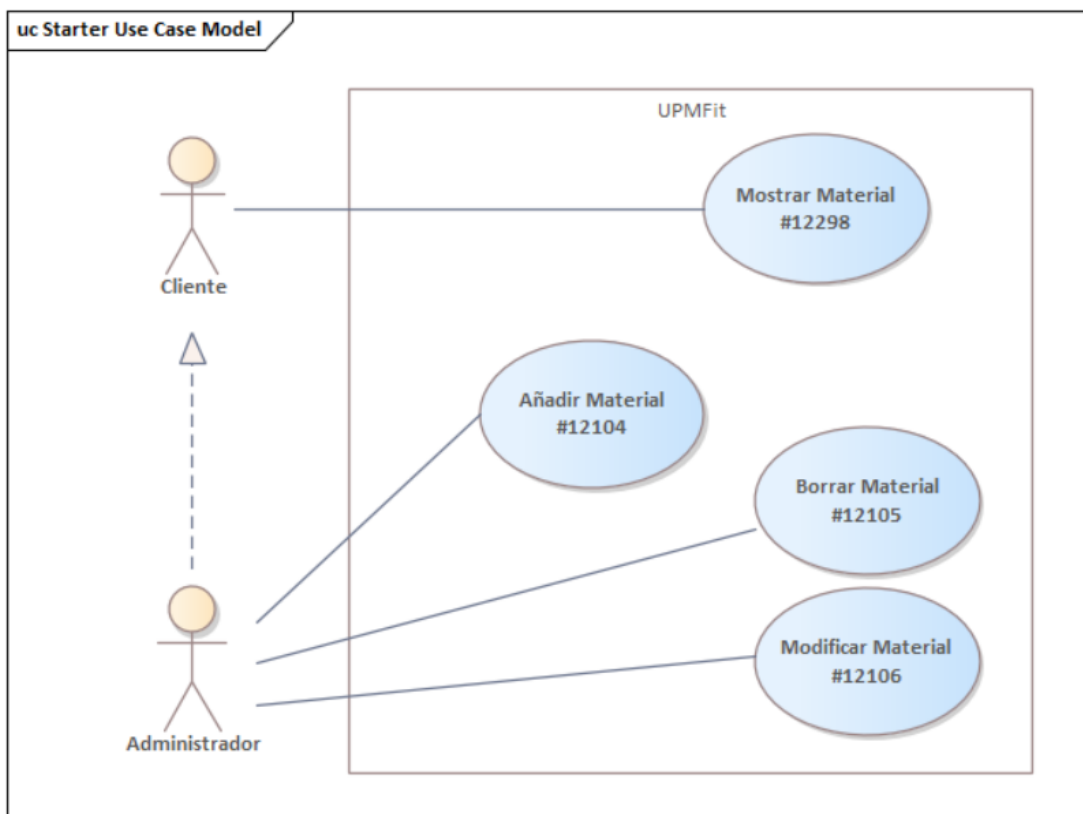 uc Starter Use Case Model
UPMFit
Mostrar Material
#12298
Cliente
Añadir Material
#12104
Borrar Material
#12105
Modificar Material
#12106
Administrador